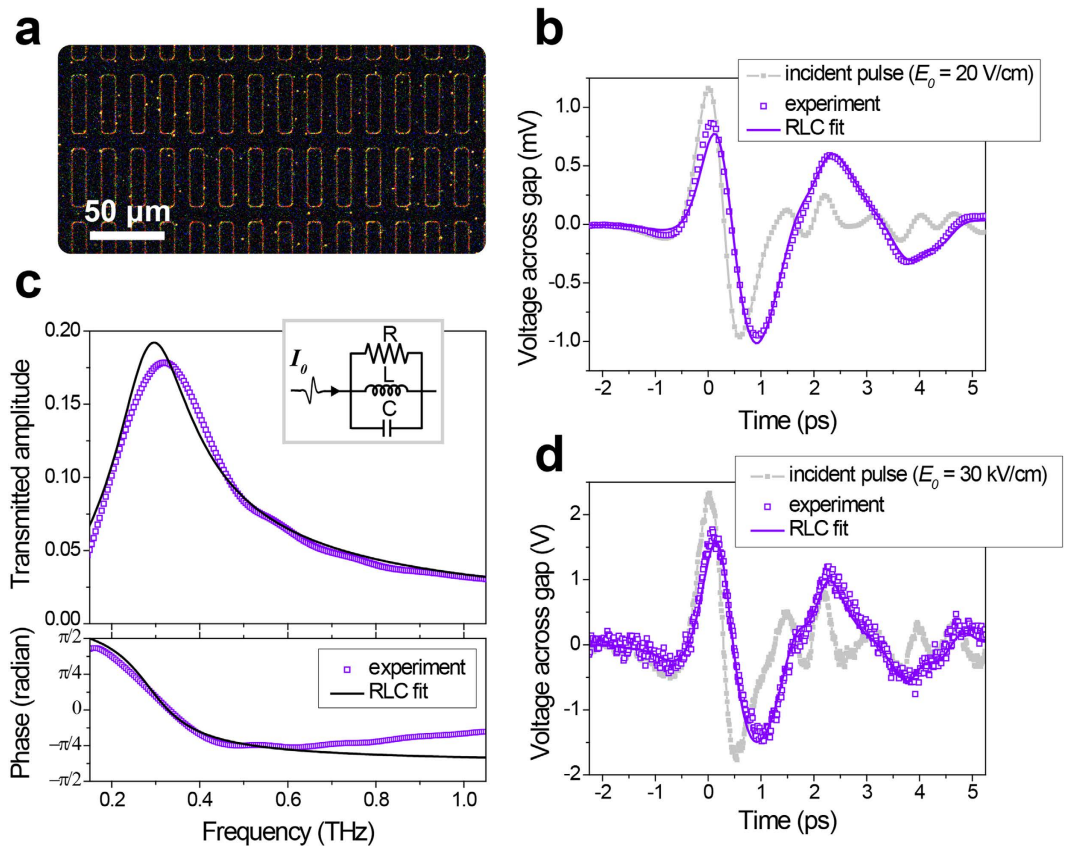 a
50 µm
b
incident pulse (E0 = 20 V/cm)
experiment
RLC fit
Voltage across gap (mV)
1.0
0.5
0.0
-0.5
-1.0
-2 -1 0 1 2 3 4 5
Time (ps)
c
Transmitted amplitude
0.20
0.15
0.10
0.05
0.00
I0
R
L
C
Phase (radian)
π/2
π/4
0
−π/4
−π/2
experiment
RLC fit
0.2 0.4 0.6 0.8 1.0
Frequency (THz)
d
incident pulse (E0 = 30 kV/cm)
experiment
RLC fit
Voltage across gap (V)
2
1
0
-1
-2
-2 -1 0 1 2 3 4 5
Time (ps)